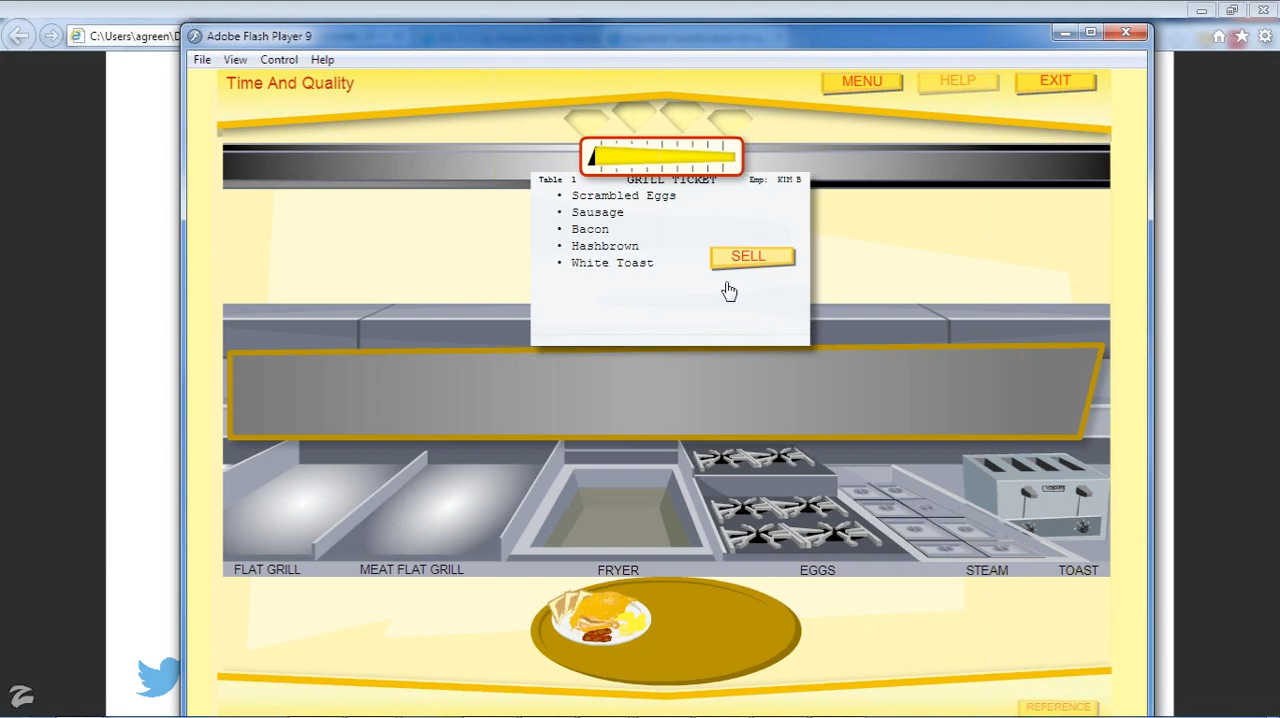 C:\Users\agreen\D
Adobe Flash Player 9
File View Control Help
Time And Quality
MENU
HELP
EXIT
Table 1 GRILL TICKET Emp: KIM B
• Scrambled Eggs
• Sausage
• Bacon
• Hashbrown
• White Toast
SELL
HOBART
FLAT GRILL
MEAT FLAT GRILL
FRYER
EGGS
STEAM
TOAST
REFERENCE